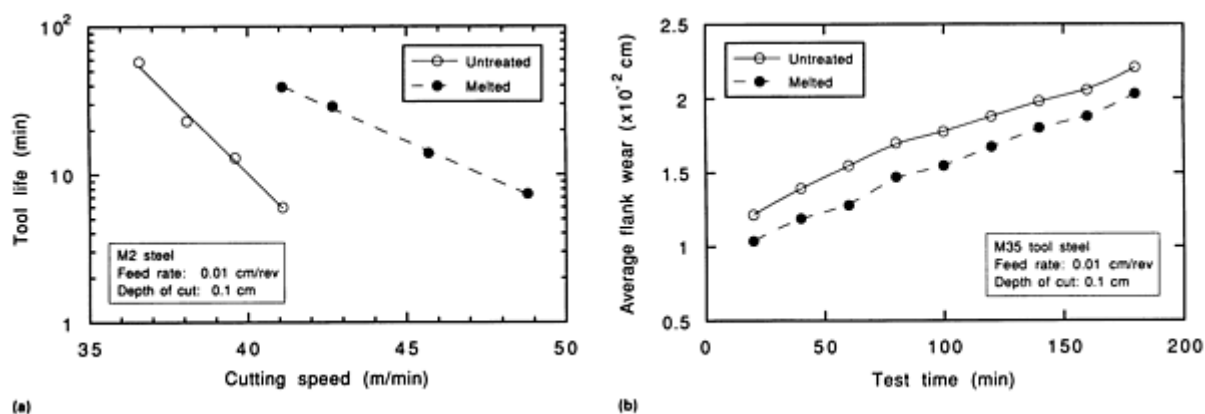 10²
10
1
Tool life (min)
Untreated
Melted
M2 steel
Feed rate: 0.01 cm/rev
Depth of cut: 0.1 cm
35 40 45 50
Cutting speed (m/min)
(a)
2.5
2
1.5
1
0.5
Average flank wear (x10⁻² cm)
Untreated
Melted
M35 tool steel
Feed rate: 0.01 cm/rev
Depth of cut: 0.1 cm
0 50 100 150 200
Test time (min)
(b)